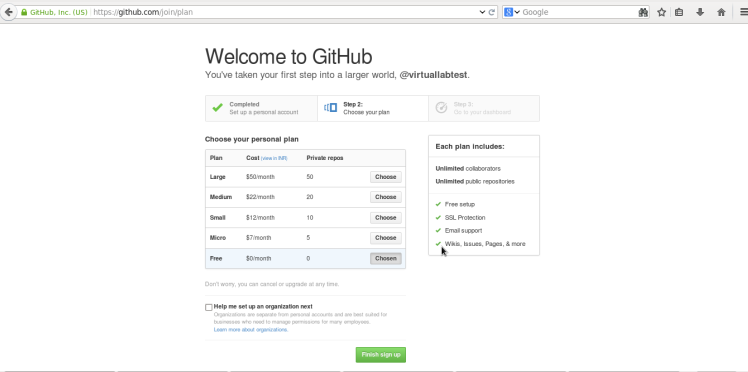 GitHub, Inc. (US) https://github.com/join/plan
Google
Welcome to GitHub
You've taken your first step into a larger world, @virtuallabtest.
Completed
Set up a personal account
Step 2:
Choose your plan
Step 3:
Go to your dashboard
Choose your personal plan
Plan Cost (view in INR) Private repos
Large $50/month 50 Choose
Medium $22/month 20 Choose
Small $12/month 10 Choose
Micro $7/month 5 Choose
Free $0/month 0 Chosen
Don't worry, you can cancel or upgrade at any time.
Help me set up an organization next
Organizations are separate from personal accounts and are best suited for
businesses who need to manage permissions for many employees.
Learn more about organizations.
Finish sign up
Each plan includes:
Unlimited collaborators
Unlimited public repositories
Free setup
SSL Protection
Email support
Wikis, Issues, Pages, & more